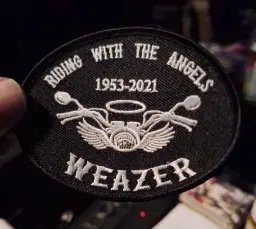 RIDING WITH THE ANGELS
1953-2021
WEAZER